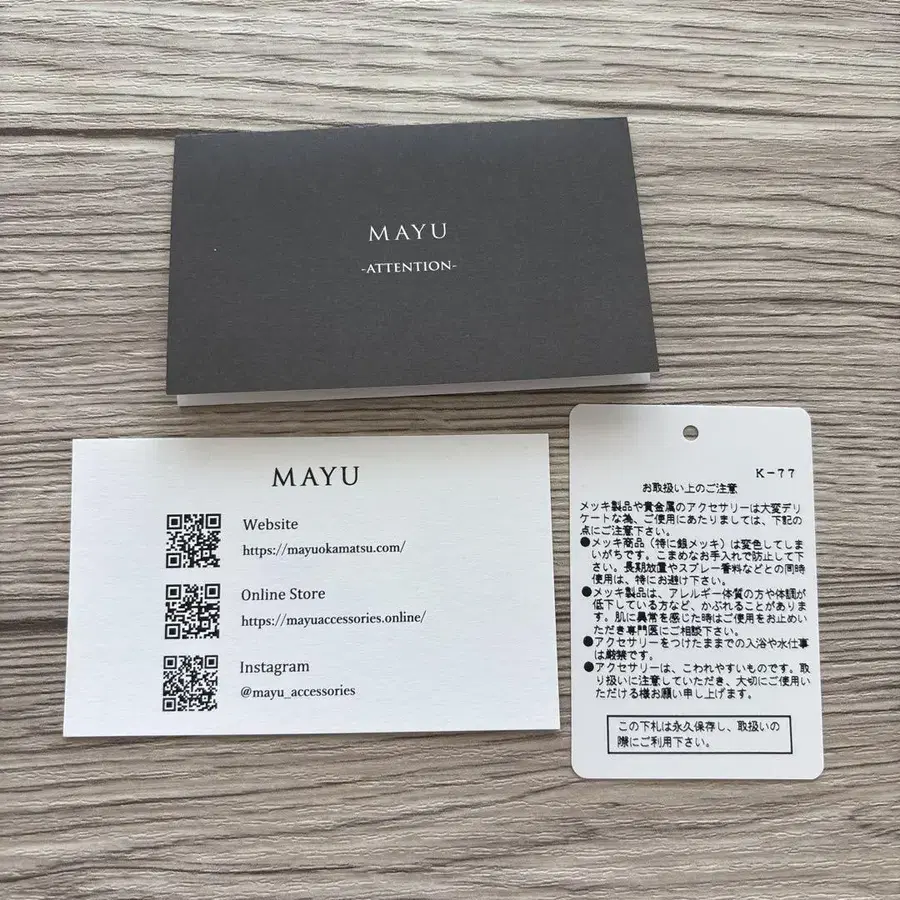 MAYU
-ATTENTION-
MAYU
Website
https://mayuokamatsu.com/
Online Store
https://mayuaccessories.online/
Instagram
@mayu_accessories
K-77
お取扱い上のご注意
メッキ製品や貴金属のアクセサリーは大変デリ
ケートな為、ご使用にあたりましては、下記の
点にご注意下さい。
●メッキ商品(特に銀メッキ)は変色してしま
いがちです。こまめなお手入れで防止して下
さい。長期放置やスプレー香料などとの同時
使用は、特にお避け下さい。
●メッキ製品は、アレルギー体質の方や体調が
低下している方など、かぶれることがありま
す。肌に異常を感じた時はご使用をお止めい
ただき専門医にご相談下さい。
●アクセサリーをつけたままでの入浴や水仕事
は厳禁です。
●アクセサリーは、こわれやすいものです。取
り扱いに注意していただき、大切にご使用い
ただける様お願い申し上げます。
この下札は永久保存し、取扱いの
際にご利用下さい。